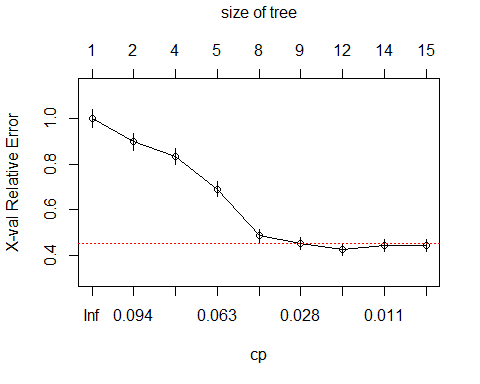 size of tree
1 2 4 5 8 9 12 14 15
X-val Relative Error
1.0
0.8
0.6
0.4
Inf 0.094 0.063 0.028 0.011
cp